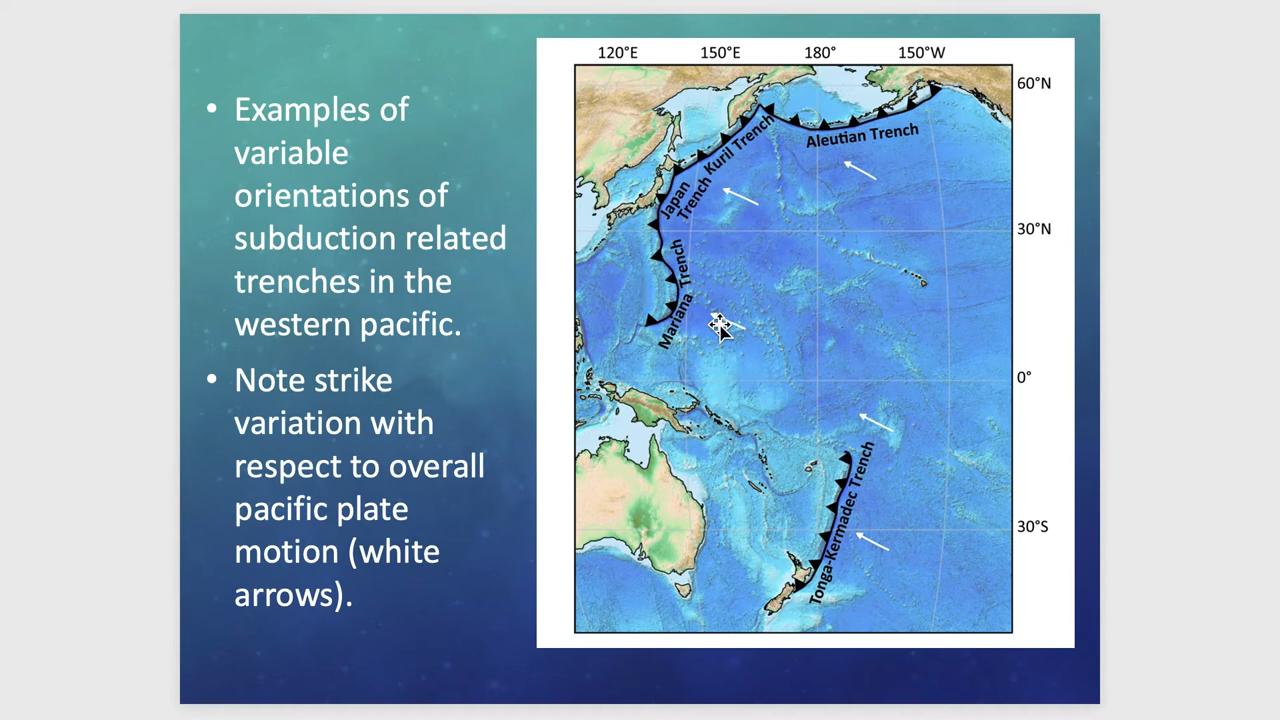 • Examples of
variable
orientations of
subduction related
trenches in the
western pacific.
• Note strike
variation with
respect to overall
pacific plate
motion (white
arrows).
120°E 150°E 180° 150°W
60°N
30°N
0°
30°S
Aleutian Trench
Kuril Trench
Japan
Trench
Mariana Trench
Tonga-Kermadec Trench